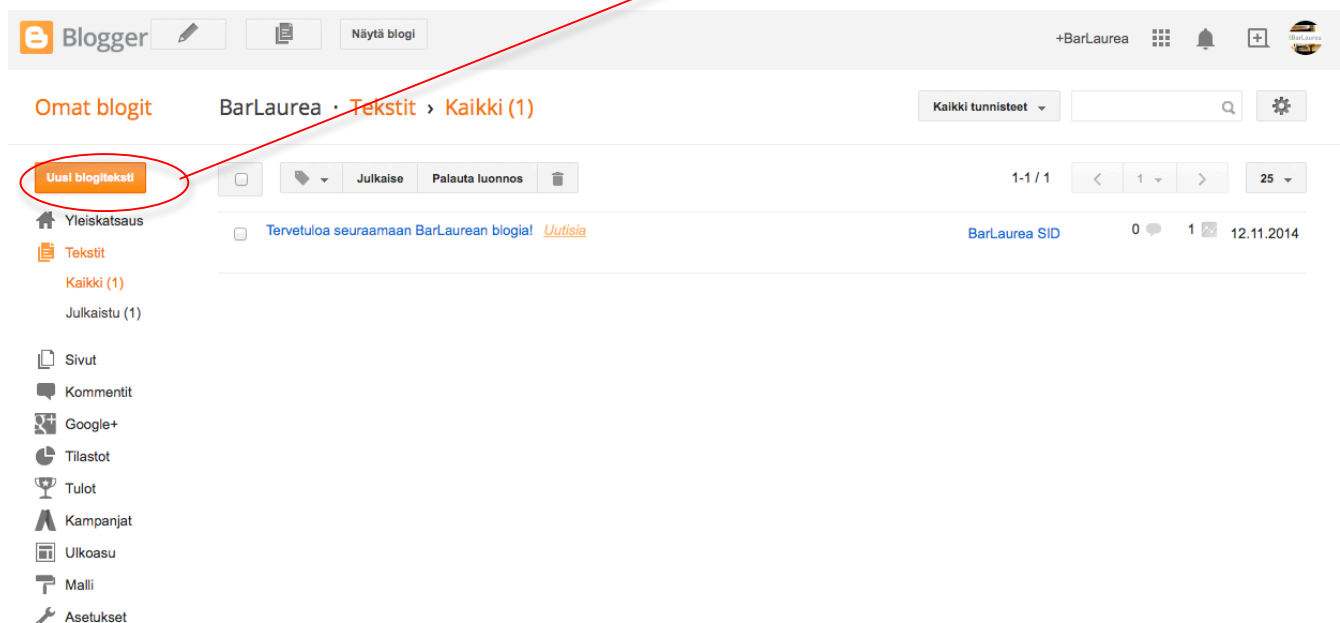 Blogger Näytä blogi +BarLaurea
Omat blogit BarLaurea · Tekstit › Kaikki (1) Kaikki tunnisteet
Uusi blogiteksti Julkaise Palauta luonnos 1-1 / 1 1 25
Yleiskatsaus
Tervetuloa seuraamaan BarLaurean blogia! Uutisia BarLaurea SID 0 1 12.11.2014
Tekstit
Kaikki (1)
Julkaistu (1)
Sivut
Kommentit
Google+
Tilastot
Tulot
Kampanjat
Ulkoasu
Malli
Asetukset